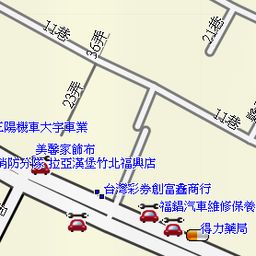 11巷
36弄
21弄
11巷
23弄
三陽機車大宇車業
美馨家飾布
消防分隊
拉亞漢堡竹北福興店
台灣彩券創富鑫商行
福錩汽車維修保養
得力藥局